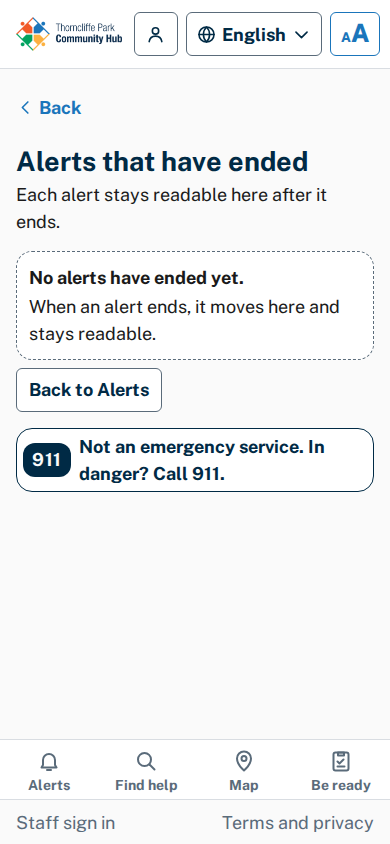 Thorncliffe Park
Community Hub
English
AA
Back
Alerts that have ended
Each alert stays readable here after it
ends.
No alerts have ended yet.
When an alert ends, it moves here and
stays readable.
Back to Alerts
911
Not an emergency service. In
danger? Call 911.
Alerts
Find help
Map
Be ready
Staff sign in
Terms and privacy